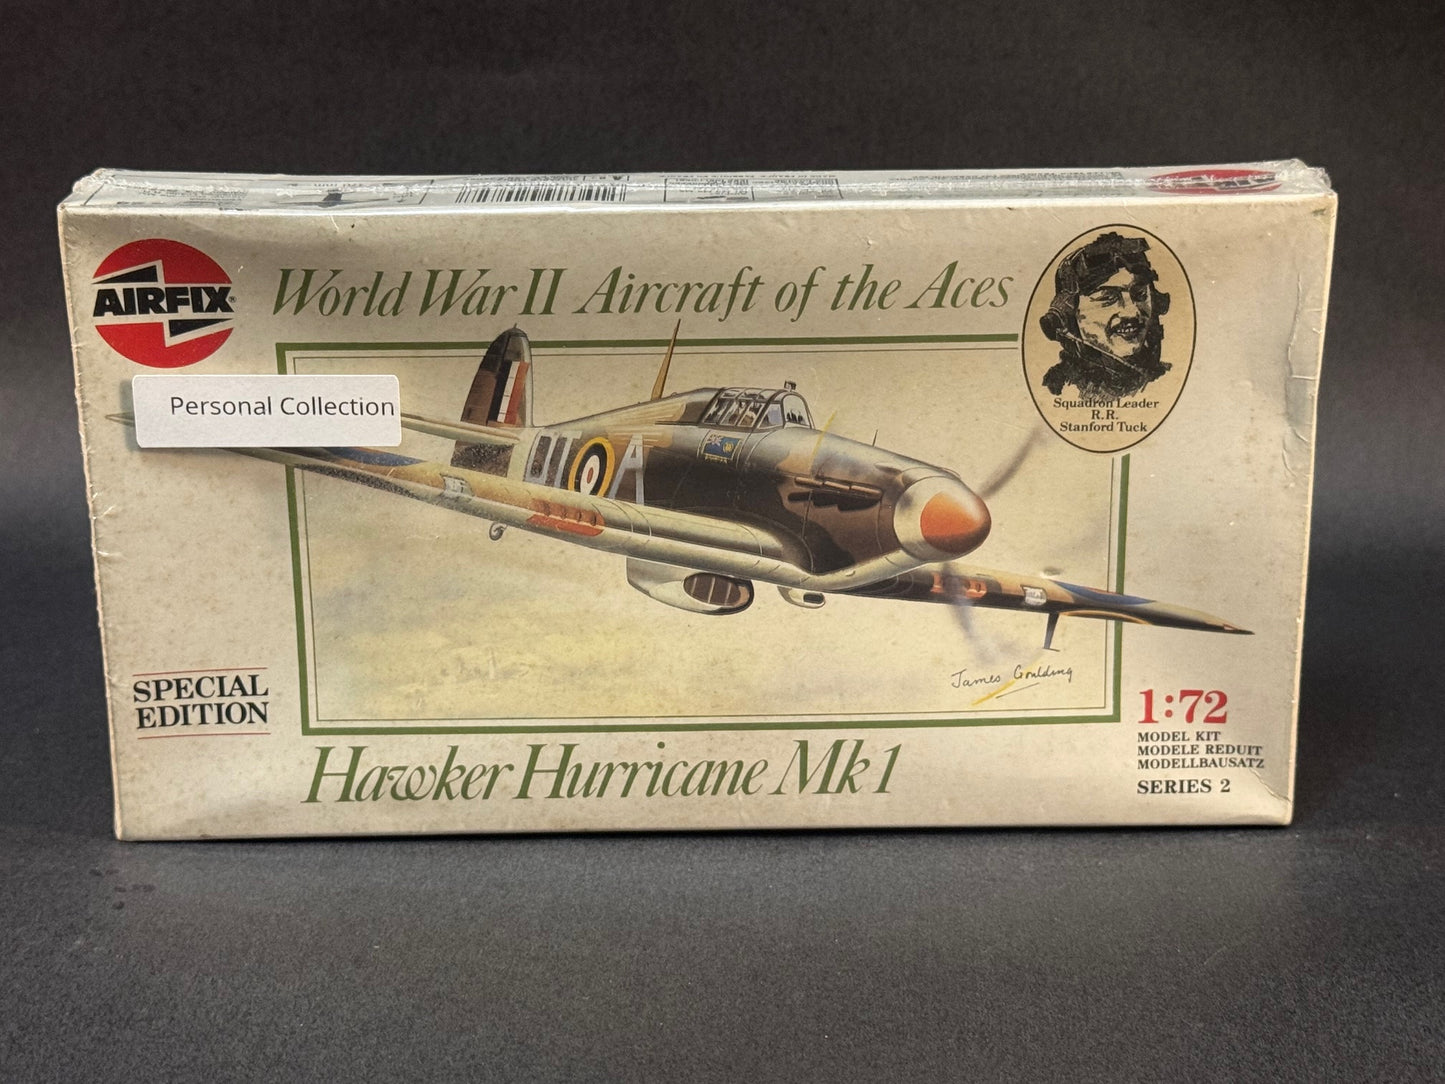 AIRFIX
World War II Aircraft of the Aces
Squadron Leader
R.R.
Stanford Tuck
Personal Collection
DT A
James Goulding
SPECIAL
EDITION
1:72
MODEL KIT
MODELE REDUIT
MODELLBAUSATZ
SERIES 2
Hawker Hurricane Mk1